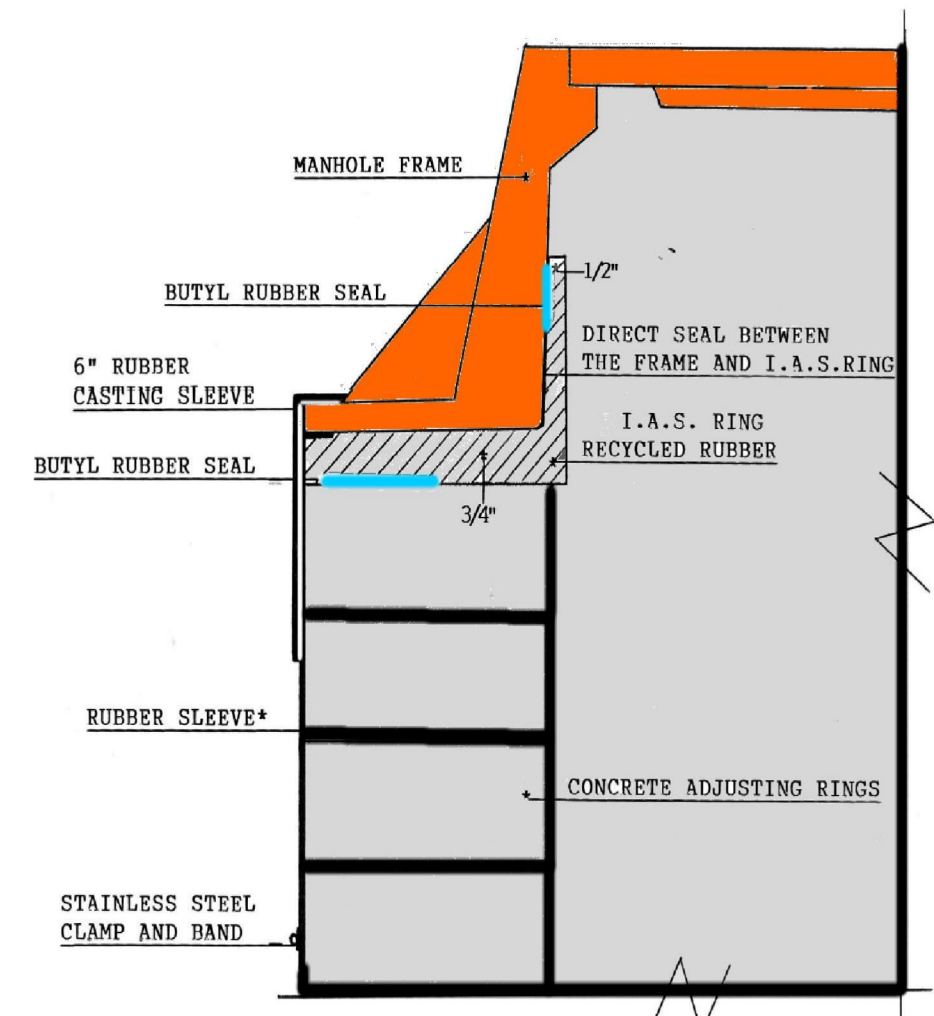 MANHOLE FRAME
1/2"
BUTYL RUBBER SEAL
DIRECT SEAL BETWEEN
THE FRAME AND I.A.S.RING
6" RUBBER
CASTING SLEEVE
I.A.S. RING
RECYCLED RUBBER
BUTYL RUBBER SEAL
3/4"
RUBBER SLEEVE*
CONCRETE ADJUSTING RINGS
STAINLESS STEEL
CLAMP AND BAND